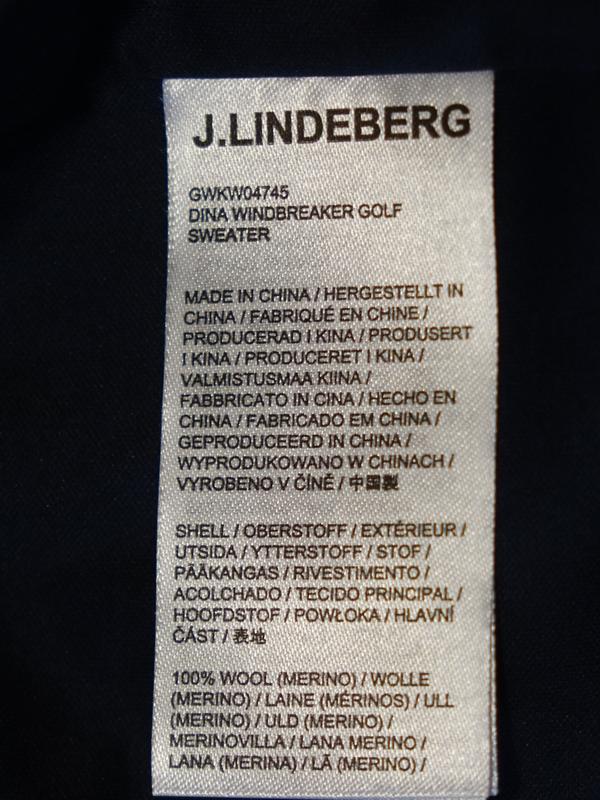 J.LINDEBERG
GWKW04745
DINA WINDBREAKER GOLF
SWEATER
MADE IN CHINA / HERGESTELLT IN
CHINA / FABRIQUÉ EN CHINE /
PRODUCERAD I KINA / PRODUSERT
I KINA / PRODUCERET I KINA /
VALMISTUSMAA KIINA /
FABBRICATO IN CINA / HECHO EN
CHINA / FABRICADO EM CHINA /
GEPRODUCEERD IN CHINA /
WYPRODUKOWANO W CHINACH /
VYROBENO V ČÍNĚ / 中国製
SHELL / OBERSTOFF / EXTÉRIEUR /
UTSIDA / YTTERSTOFF / STOF /
PÄÄKANGAS / RIVESTIMENTO /
ACOLCHADO / TECIDO PRINCIPAL /
HOOFDSTOF / POWŁOKA / HLAVNÍ
ČÁST / 表地
100% WOOL (MERINO) / WOLLE
(MERINO) / LAINE (MÉRINOS) / ULL
(MERINO) / ULD (MERINO) /
MERINOVILLA / LANA MERINO /
LANA (MERINA) / LÃ (MERINO) /